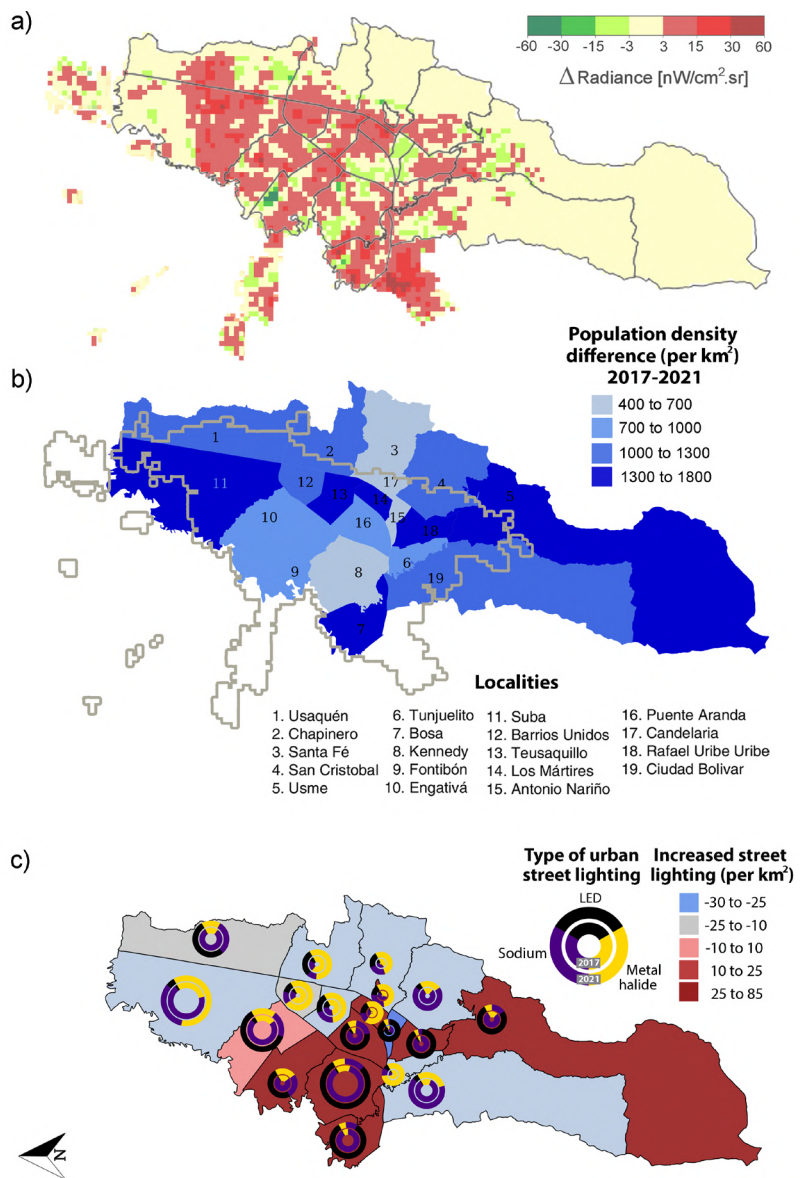 a)
-60 -30 -15 -3 3 15 30 60
Δ Radiance [nW/cm².sr]
Population density
difference (per km²)
2017-2021
b)
400 to 700
700 to 1000
1000 to 1300
1300 to 1800
1
2
3
4
5
6
7
8
9
10
11
12
13
14
15
16
17
18
19
Localities
1. Usaquén
2. Chapinero
3. Santa Fé
4. San Cristobal
5. Usme
6. Tunjuelito
7. Bosa
8. Kennedy
9. Fontibón
10. Engativá
11. Suba
12. Barrios Unidos
13. Teusaquillo
14. Los Mártires
15. Antonio Nariño
16. Puente Aranda
17. Candelaria
18. Rafael Uribe Uribe
19. Ciudad Bolivar
c)
Type of urban
street lighting
LED
Sodium
2017
2021
Metal
halide
Increased street
lighting (per km²)
-30 to -25
-25 to -10
-10 to 10
10 to 25
25 to 85
N